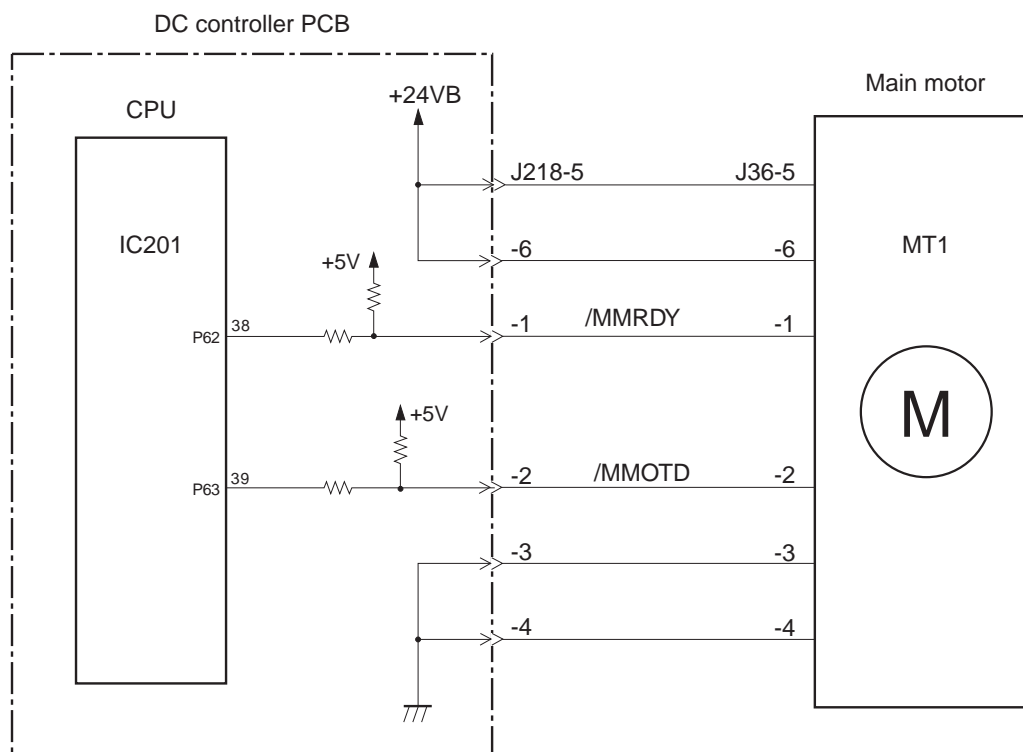 DC controller PCB
Main motor
+24VB
CPU
J218-5 J36-5
IC201
-6 -6
MT1
+5V
P62 38
-1 /MMRDY -1
M
+5V
P63 39
-2 /MMOTD -2
-3 -3
-4 -4